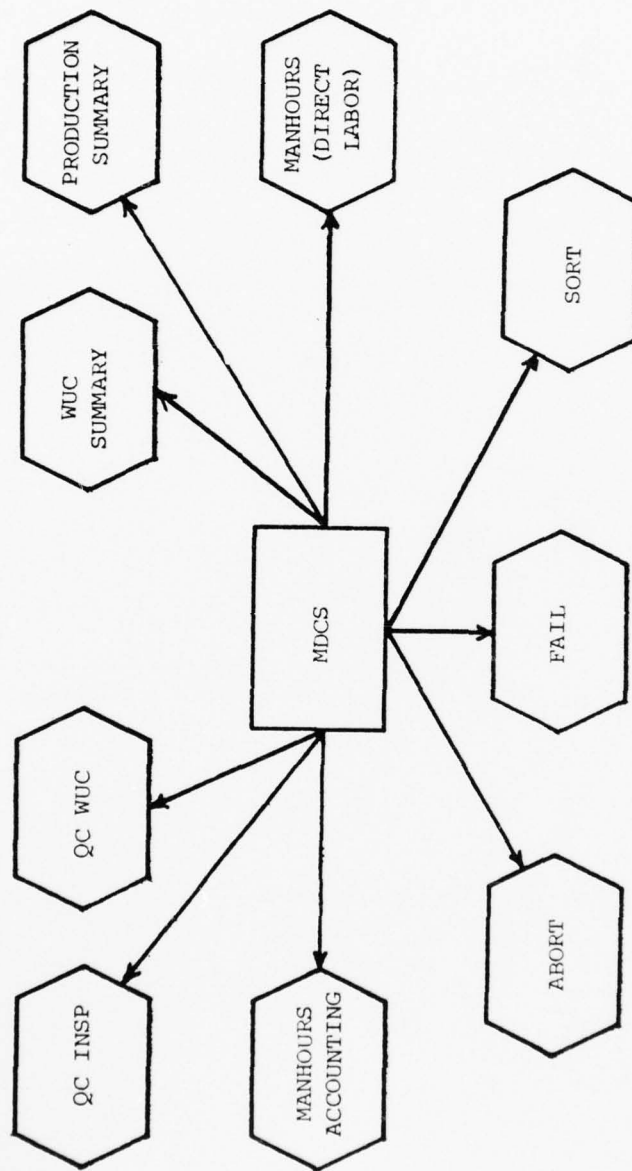 QC INSP
QC WUC
WUC
SUMMARY
PRODUCTION
SUMMARY
MANHOURS
ACCOUNTING
MDCS
MANHOURS
(DIRECT
LABOR)
ABORT
FAIL
SORT